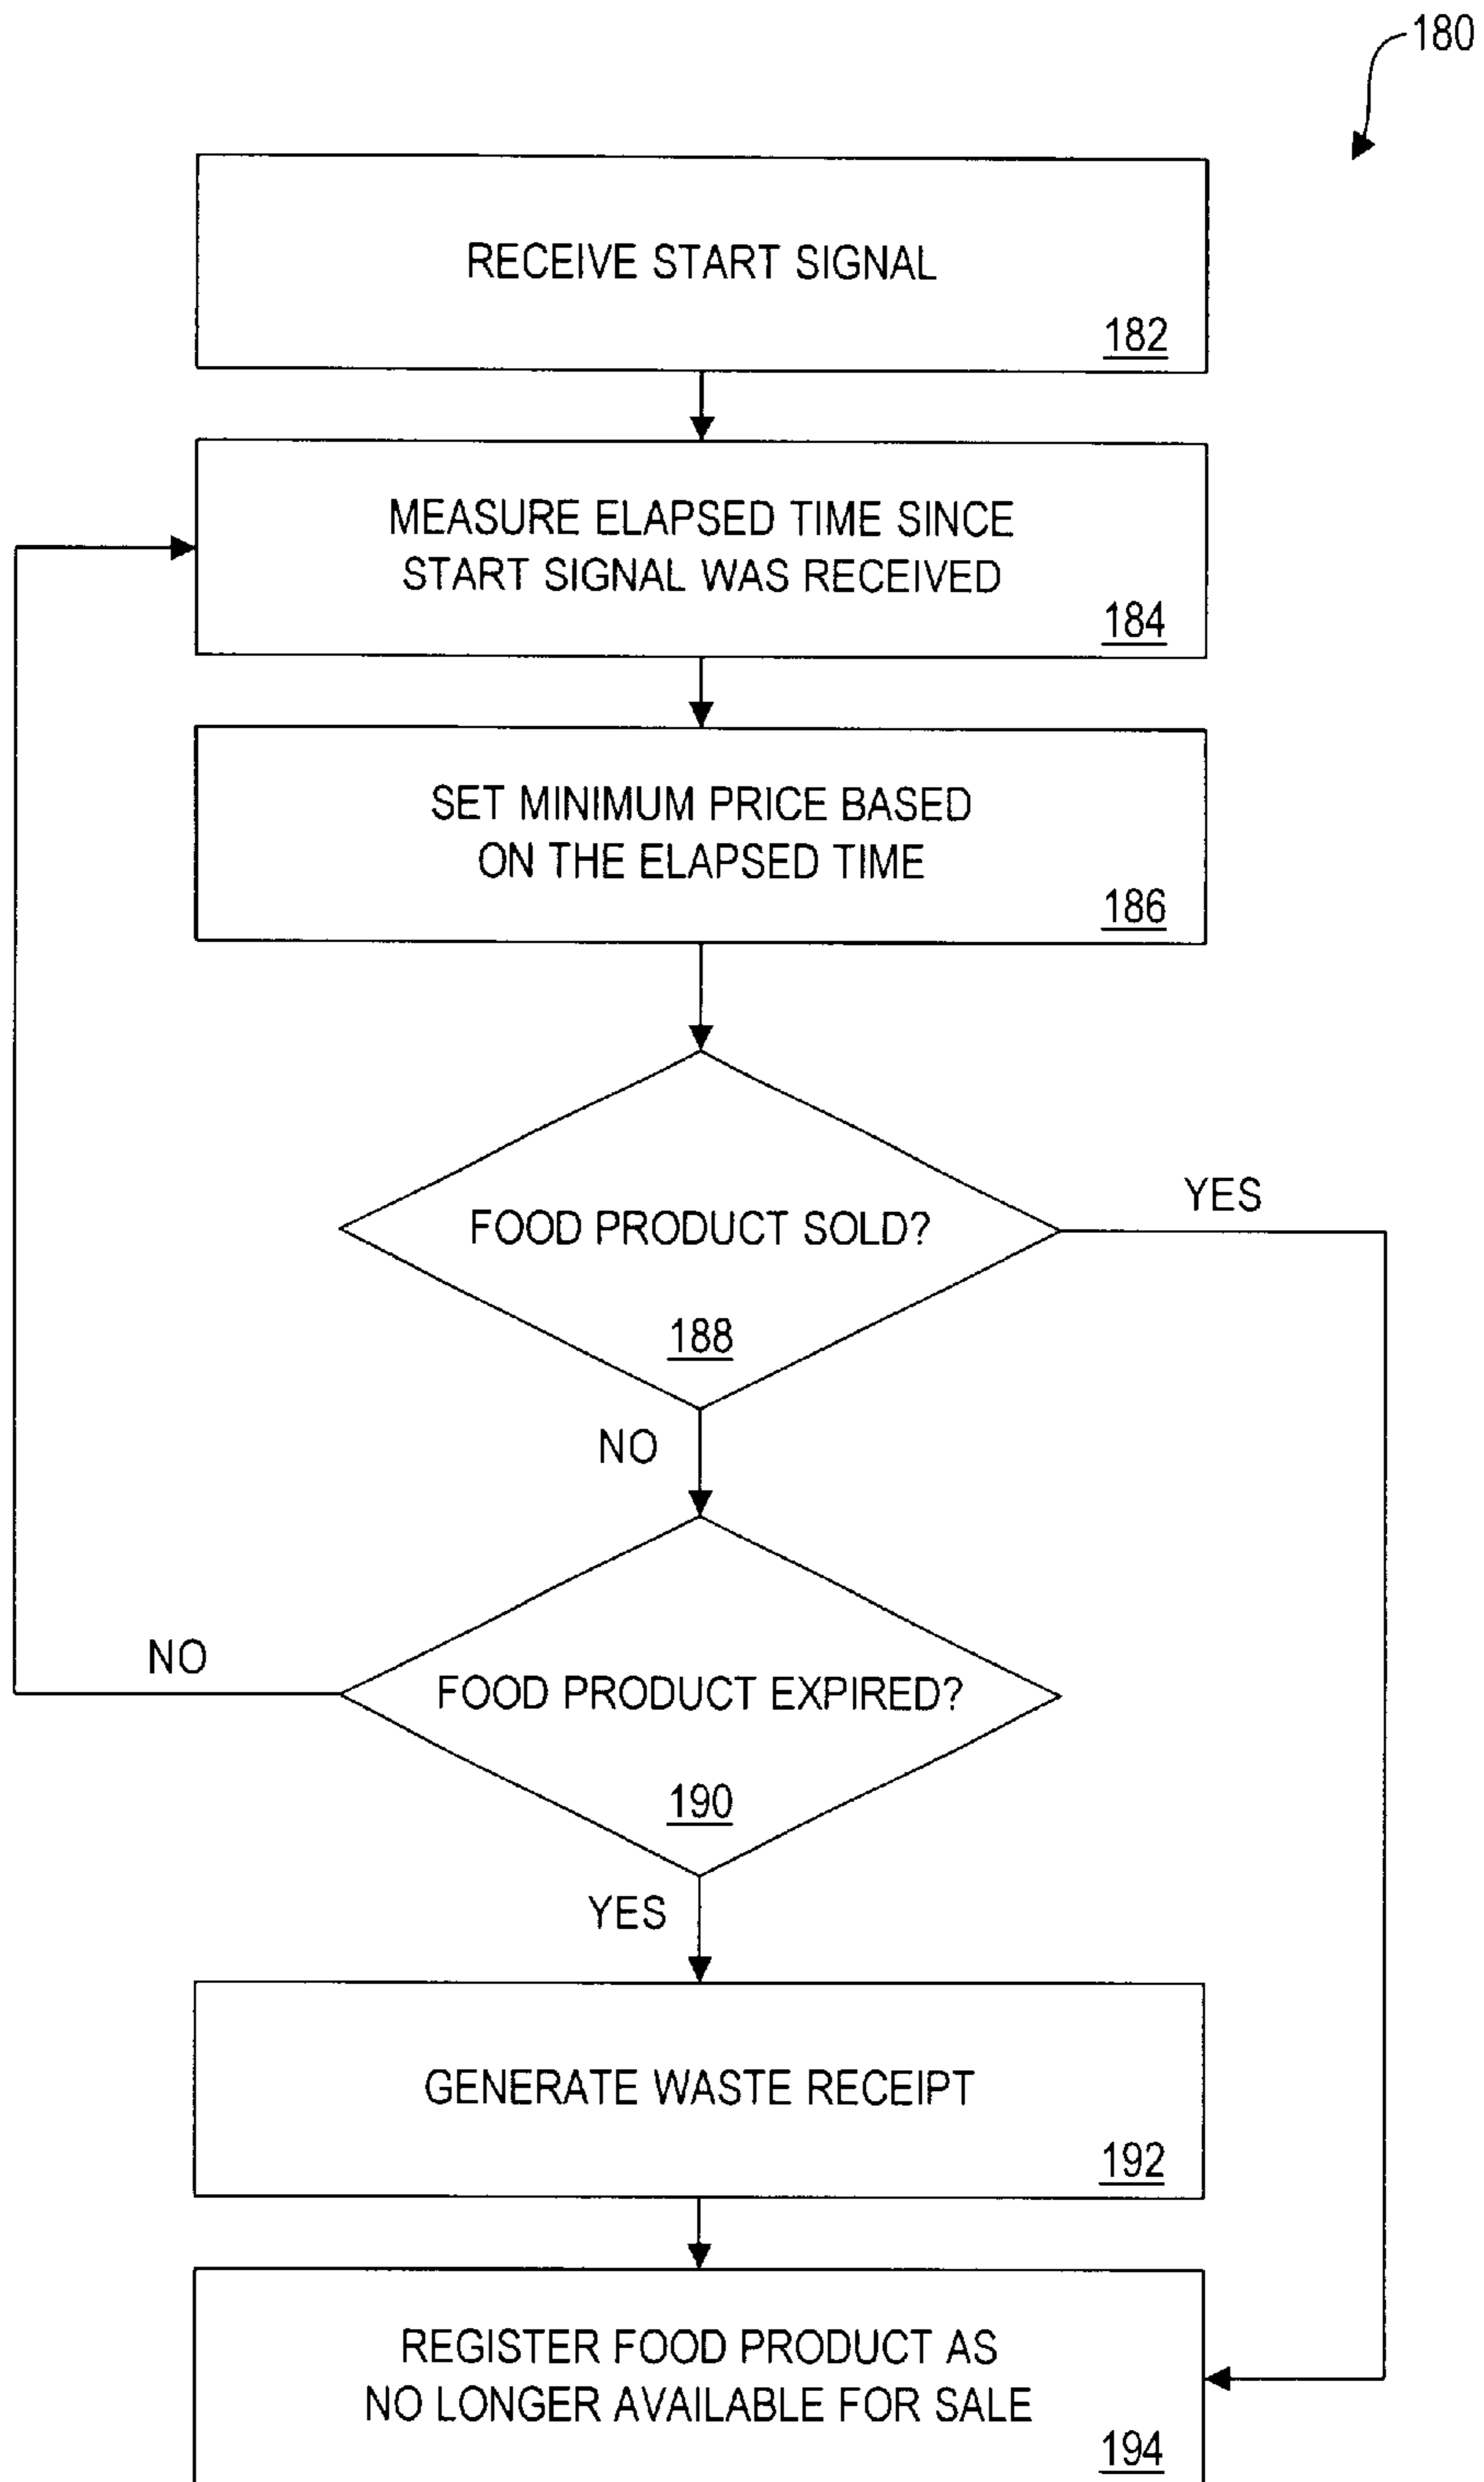 180
RECEIVE START SIGNAL
182
MEASURE ELAPSED TIME SINCE
START SIGNAL WAS RECEIVED
184
SET MINIMUM PRICE BASED
ON THE ELAPSED TIME
186
YES
FOOD PRODUCT SOLD?
188
NO
NO
FOOD PRODUCT EXPIRED?
190
YES
GENERATE WASTE RECEIPT
192
REGISTER FOOD PRODUCT AS
NO LONGER AVAILABLE FOR SALE
194